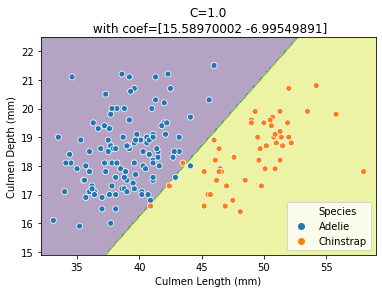 C=1.0
with coef=[15.58970002 -6.99549891]
22
21
20
19
18
17
16
15
Culmen Depth (mm)
Species
Adelie
Chinstrap
35 40 45 50 55
Culmen Length (mm)